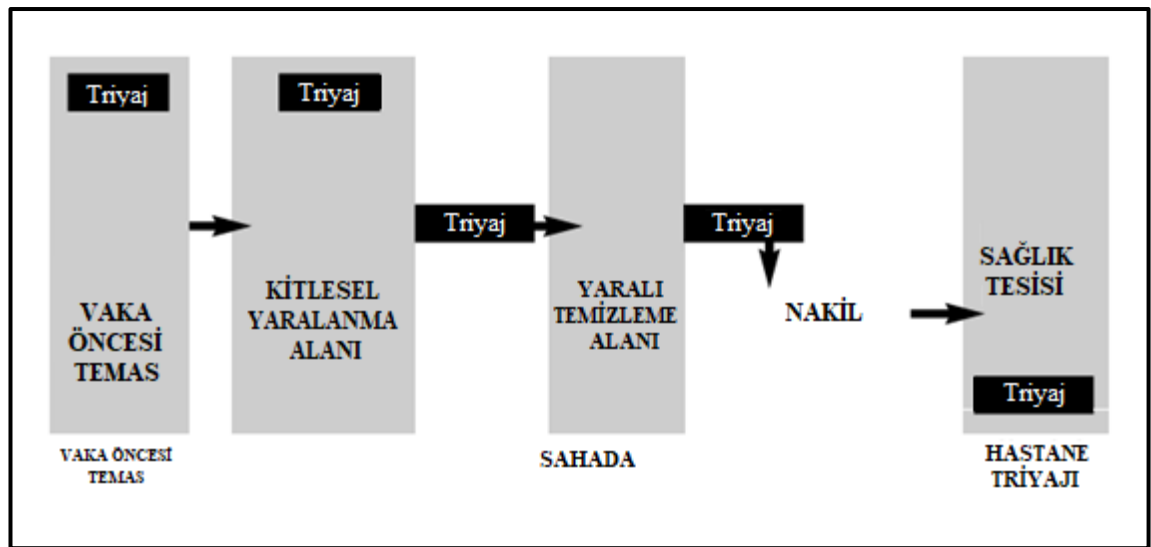 Triyaj
Triyaj
Triyaj
Triyaj
VAKA
ÖNCESİ
TEMAS
KİTLESEL
YARALANMA
ALANI
YARALI
TEMİZLEME
ALANI
NAKİL
SAĞLIK
TESİSİ
Triyaj
VAKA ÖNCESİ
TEMAS
SAHADA
HASTANE
TRİYAJI